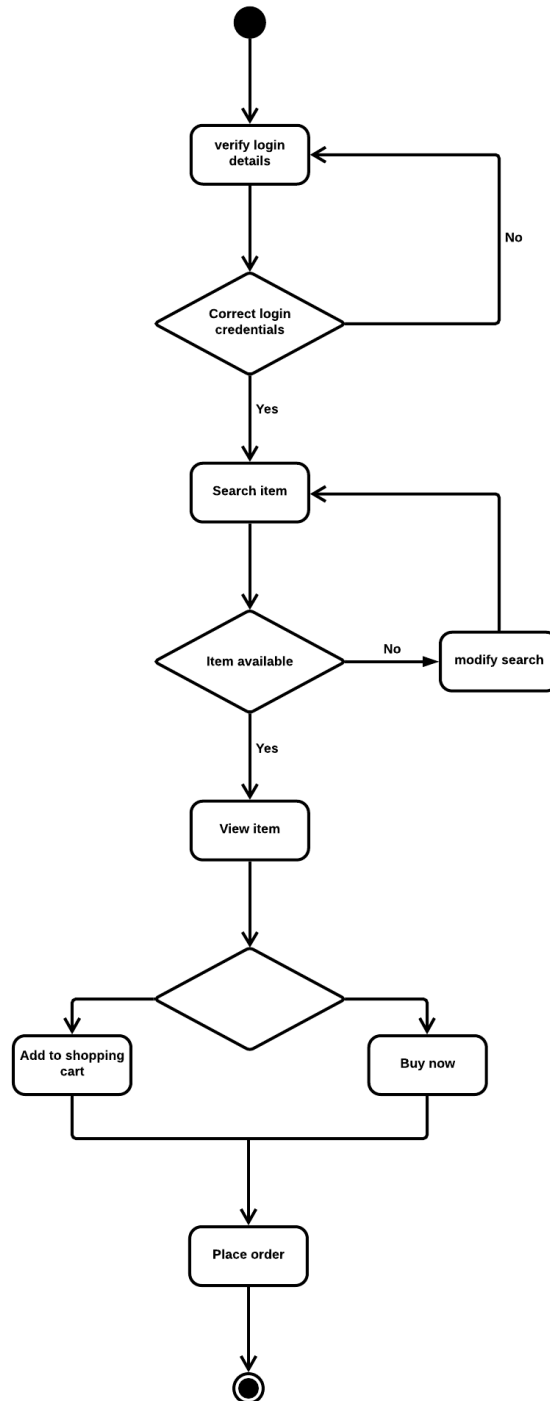 verify login
details
No
Correct login
credentials
Yes
Search item
Item available
No
modify search
Yes
View item
Add to shopping
cart
Buy now
Place order